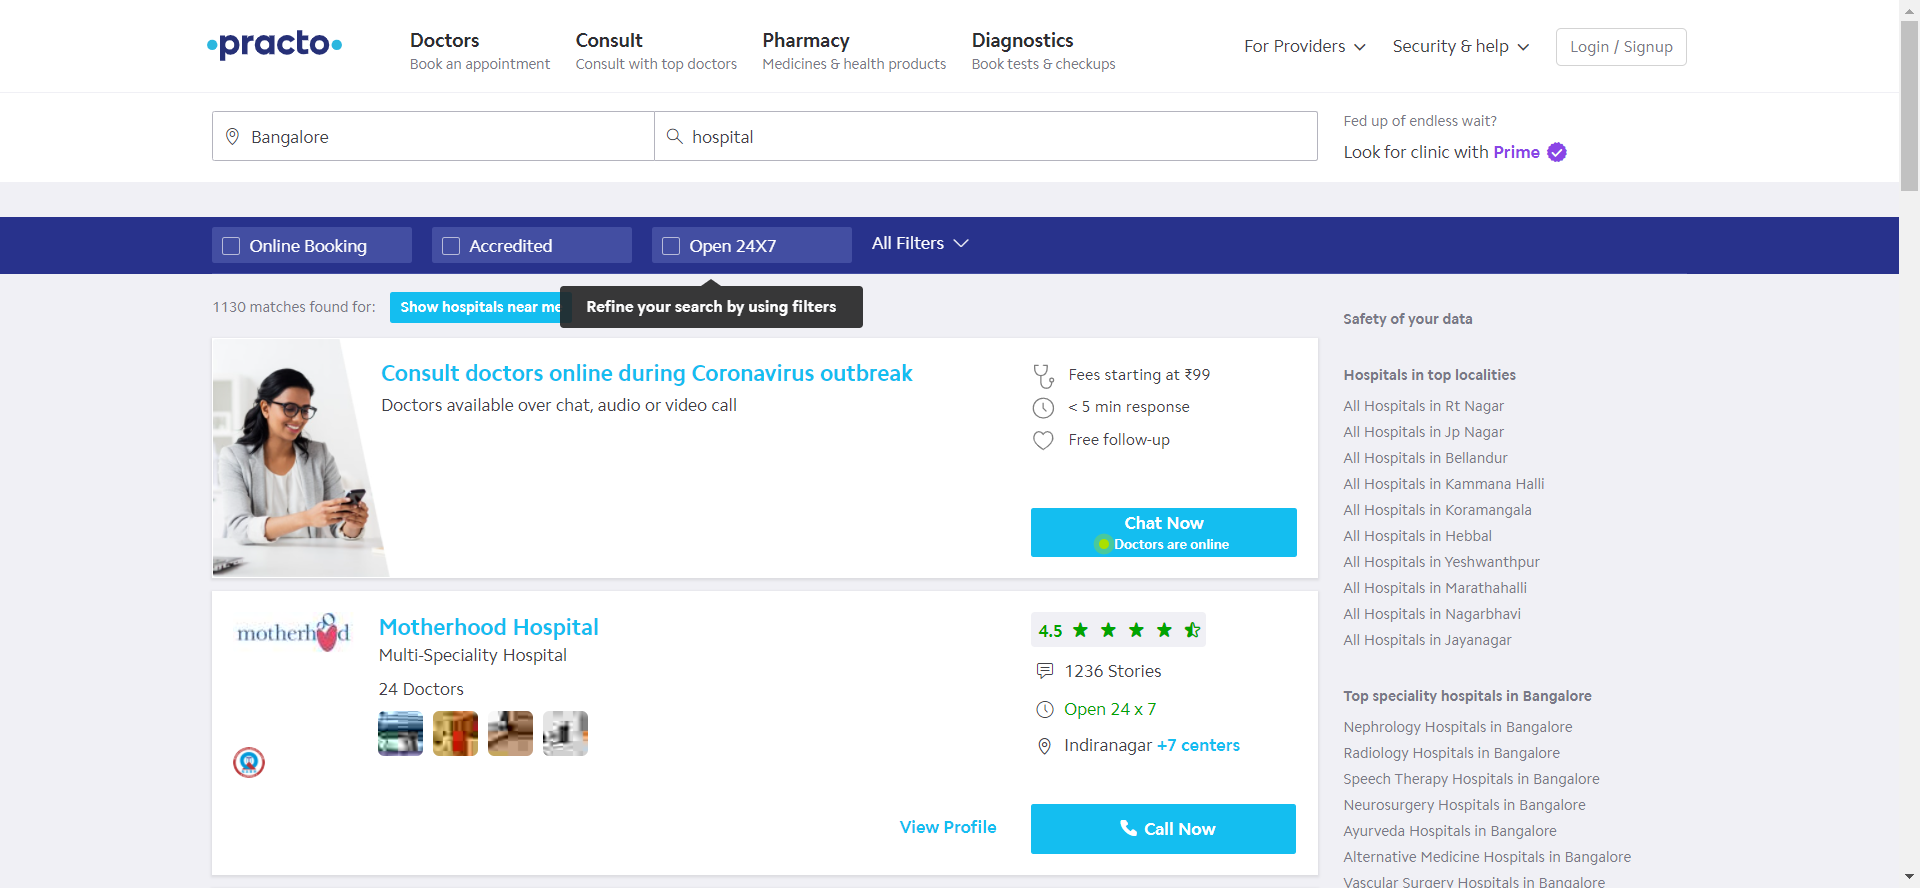 practo
Doctors
Book an appointment
Consult
Consult with top doctors
Pharmacy
Medicines & health products
Diagnostics
Book tests & checkups
For Providers
Security & help
Login / Signup
Bangalore
hospital
Fed up of endless wait?
Look for clinic with Prime
Online Booking
Accredited
Open 24X7
All Filters
1130 matches found for:
Show hospitals near me
Refine your search by using filters
Consult doctors online during Coronavirus outbreak
Doctors available over chat, audio or video call
Fees starting at ₹99
< 5 min response
Free follow-up
Chat Now
Doctors are online
motherhood
Motherhood Hospital
Multi-Speciality Hospital
24 Doctors
4.5
1236 Stories
Open 24 x 7
Indiranagar +7 centers
View Profile
Call Now
Safety of your data
Hospitals in top localities
All Hospitals in Rt Nagar
All Hospitals in Jp Nagar
All Hospitals in Bellandur
All Hospitals in Kammana Halli
All Hospitals in Koramangala
All Hospitals in Hebbal
All Hospitals in Yeshwanthpur
All Hospitals in Marathahalli
All Hospitals in Nagarbhavi
All Hospitals in Jayanagar
Top speciality hospitals in Bangalore
Nephrology Hospitals in Bangalore
Radiology Hospitals in Bangalore
Speech Therapy Hospitals in Bangalore
Neurosurgery Hospitals in Bangalore
Ayurveda Hospitals in Bangalore
Alternative Medicine Hospitals in Bangalore
Vascular Surgery Hospitals in Bangalore